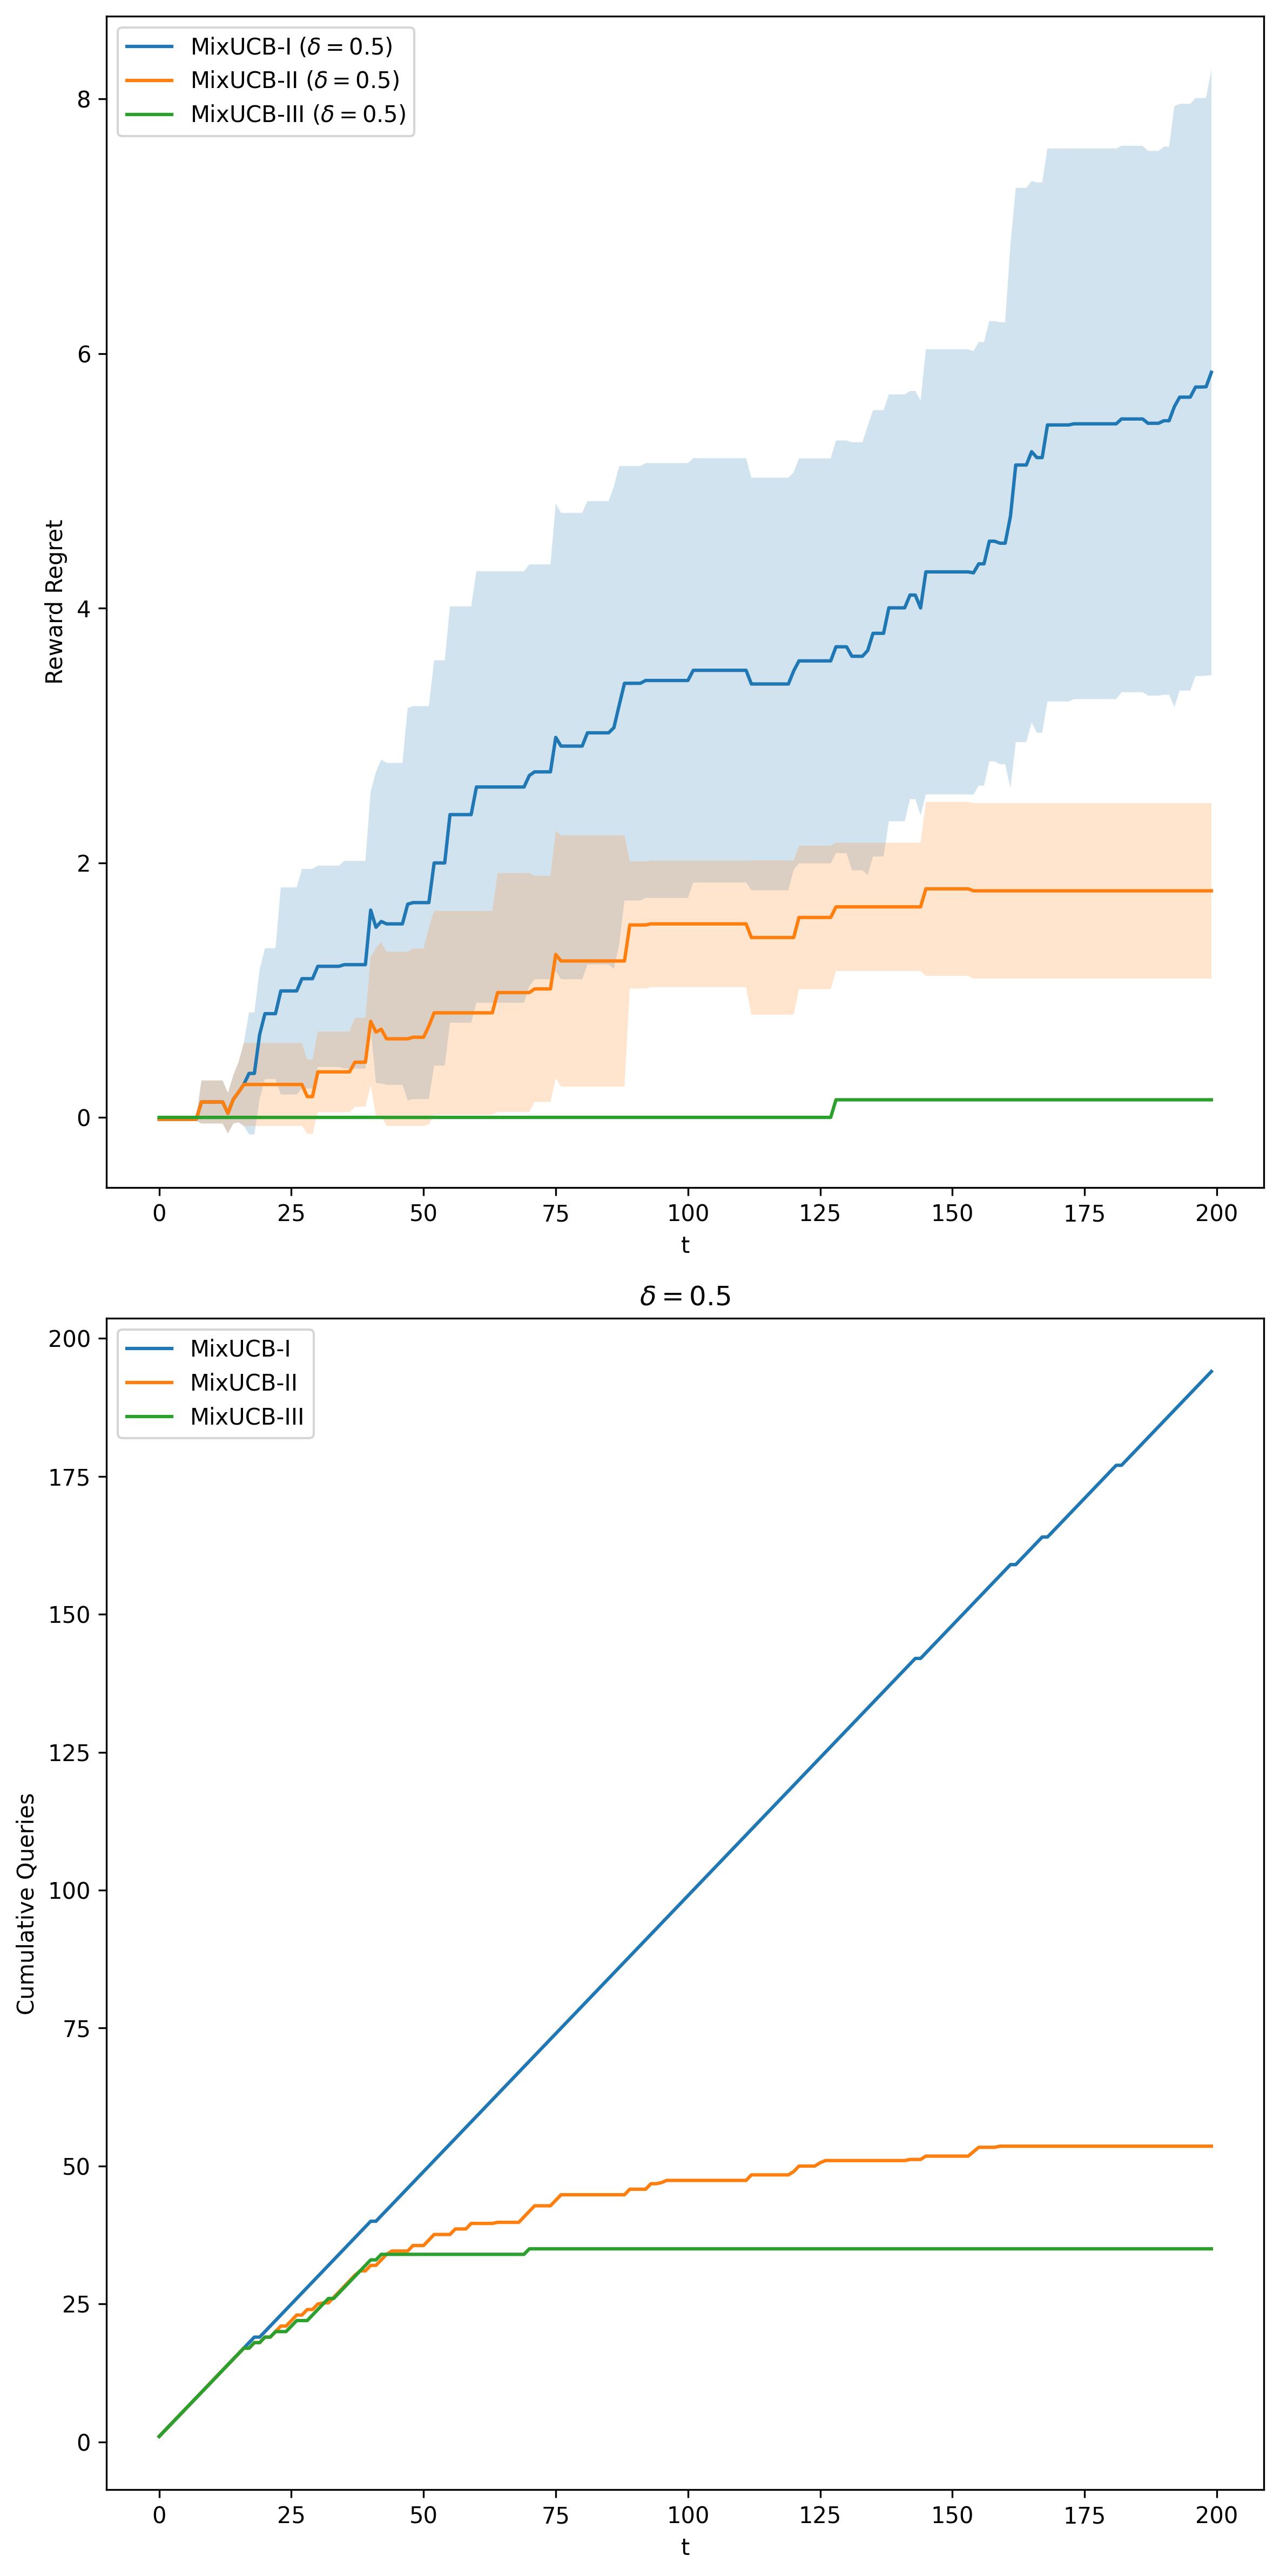 MixUCB-I (δ = 0.5)
MixUCB-II (δ = 0.5)
MixUCB-III (δ = 0.5)
8
6
4
2
0
Reward Regret
0 25 50 75 100 125 150 175 200
t
δ = 0.5
MixUCB-I
MixUCB-II
MixUCB-III
200
175
150
125
100
75
50
25
0
Cumulative Queries
0 25 50 75 100 125 150 175 200
t